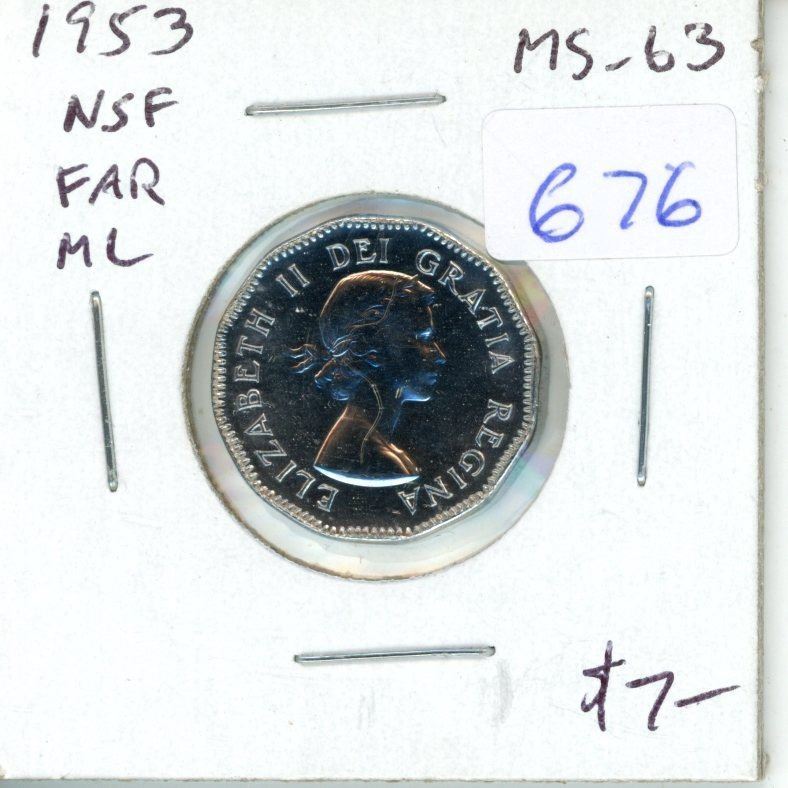 1953
MS-63
NSF
FAR
ML
676
ELIZABETH II DEI GRATIA REGINA
$7-